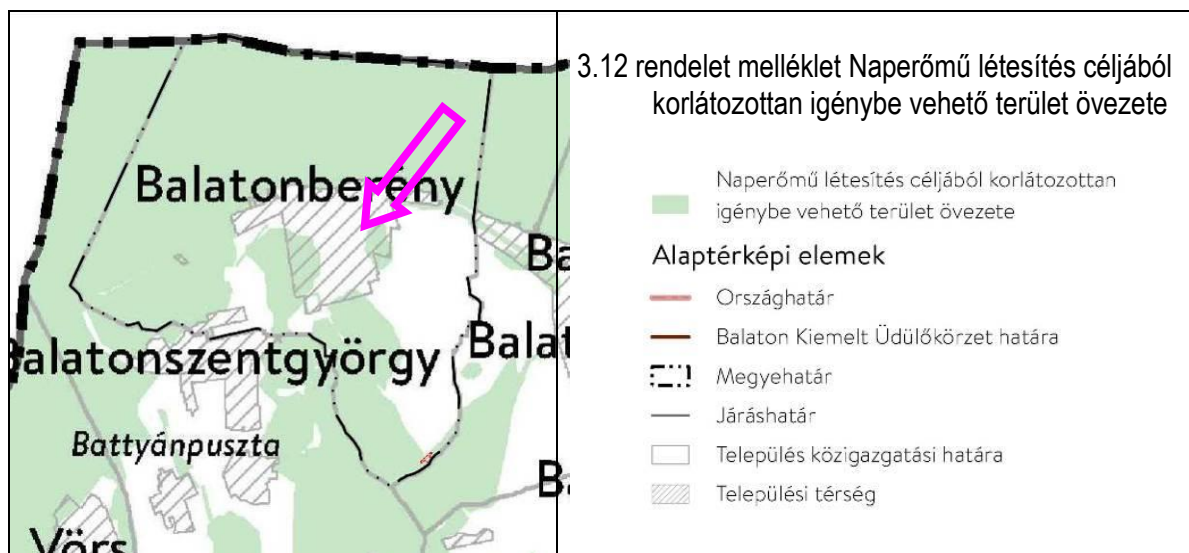 Balatonberény
Ba
Balatonszentgyörgy
Balat
Battyánpuszta
Ba
Vörs
3.12 rendelet melléklet Naperőmű létesítés céljából
korlátozottan igénybe vehető terület övezete
Naperőmű létesítés céljából korlátozottan
igénybe vehető terület övezete
Alaptérképi elemek
Országhatár
Balaton Kiemelt Üdülőkörzet határa
Megyehatár
Járáshatár
Település közigazgatási határa
Települési térség